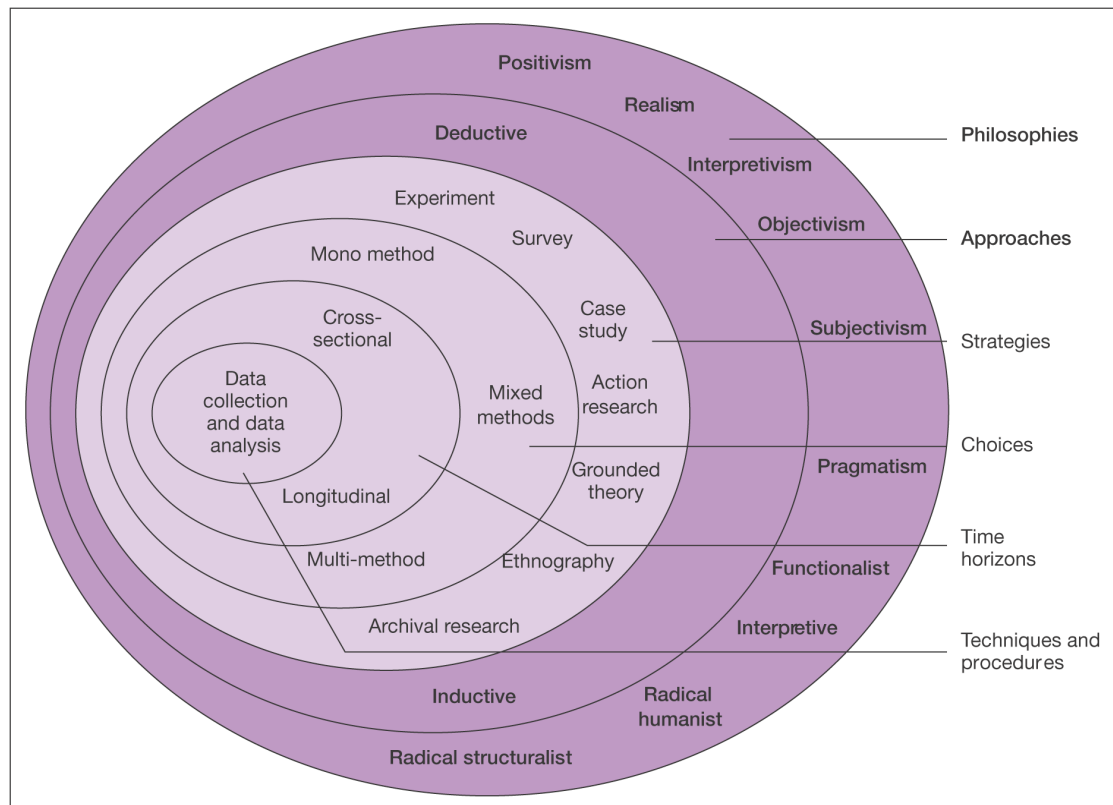 Positivism
Realism
Philosophies
Deductive
Interpretivism
Experiment
Objectivism
Survey
Approaches
Mono method
Case
study
Cross-
sectional
Subjectivism
Strategies
Data
collection
and data
analysis
Mixed
methods
Action
research
Choices
Grounded
theory
Pragmatism
Longitudinal
Time
horizons
Multi-method
Ethnography
Functionalist
Archival research
Interpretive
Techniques and
procedures
Inductive
Radical
humanist
Radical structuralist